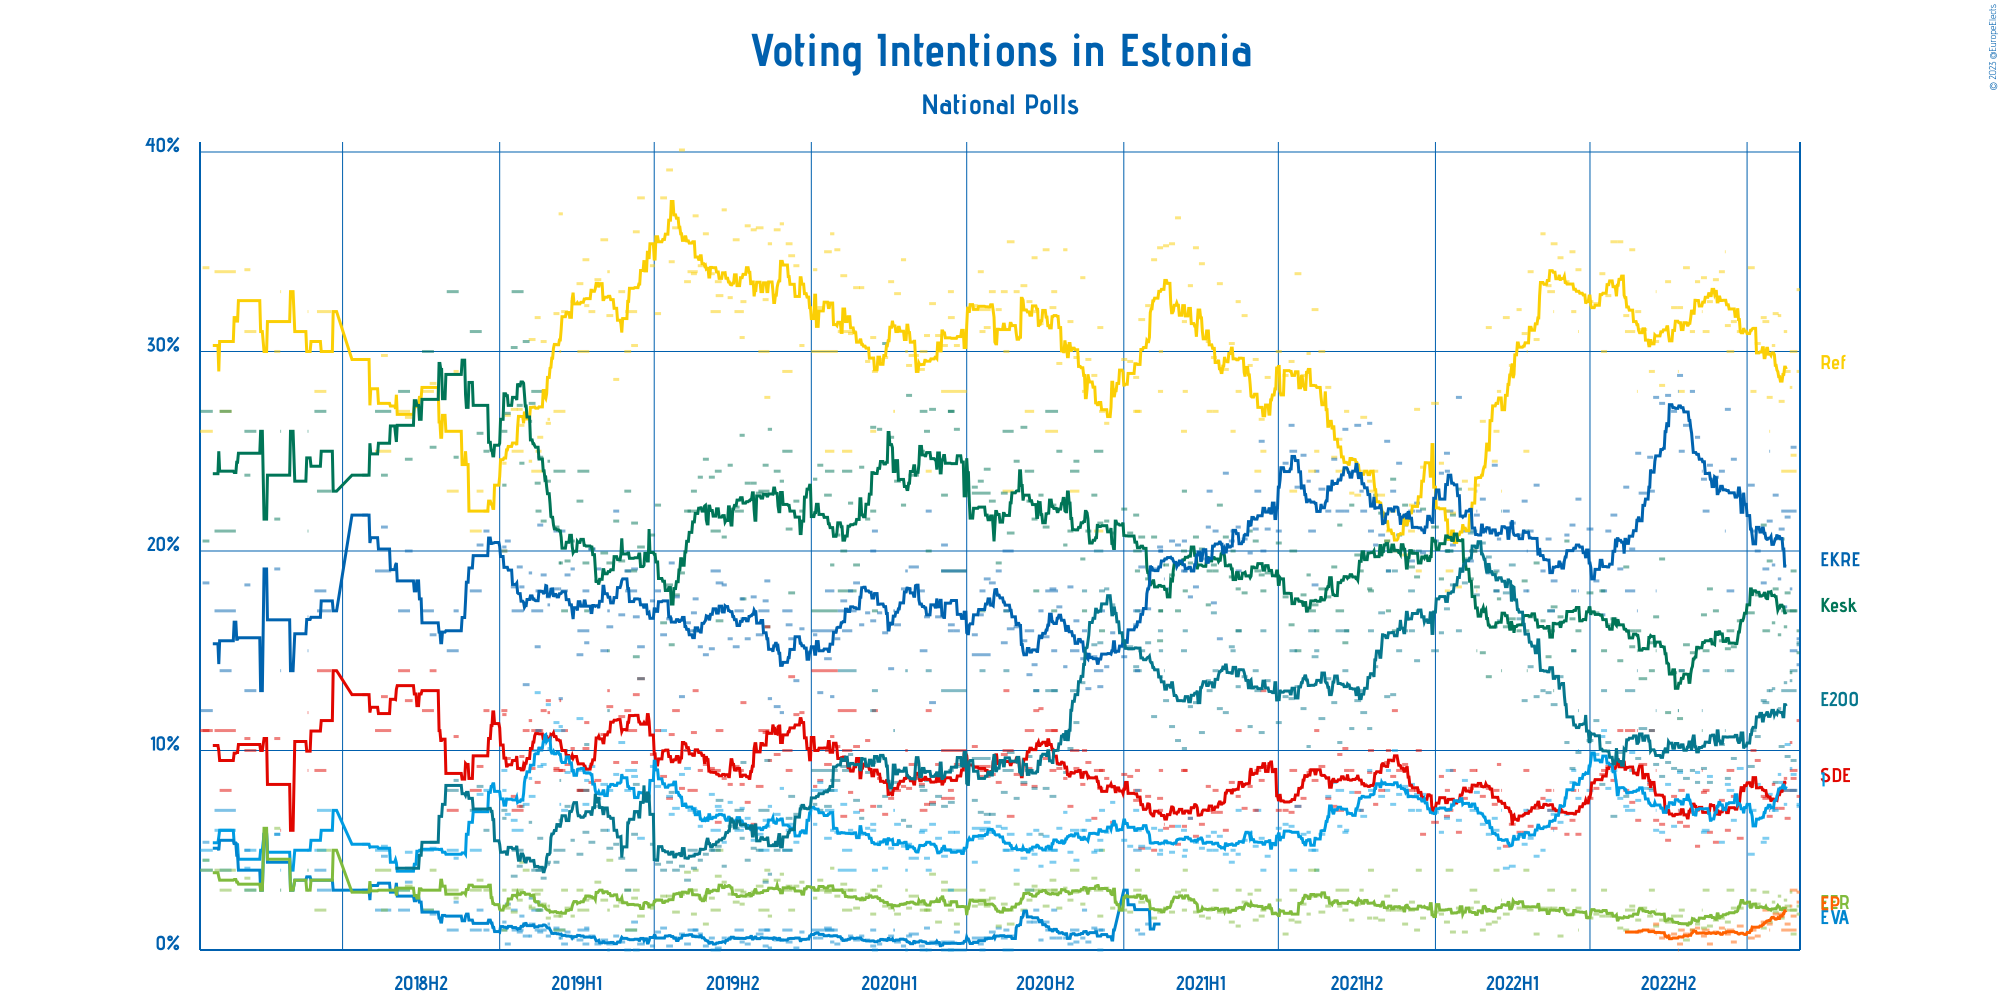 Voting Intentions in Estonia
National Polls
© 2023 @EuropeElects
40%
30%
20%
10%
0%
Ref
EKRE
Kesk
E200
SDE
I
EP
EVA
2018H2
2019H1
2019H2
2020H1
2020H2
2021H1
2021H2
2022H1
2022H2